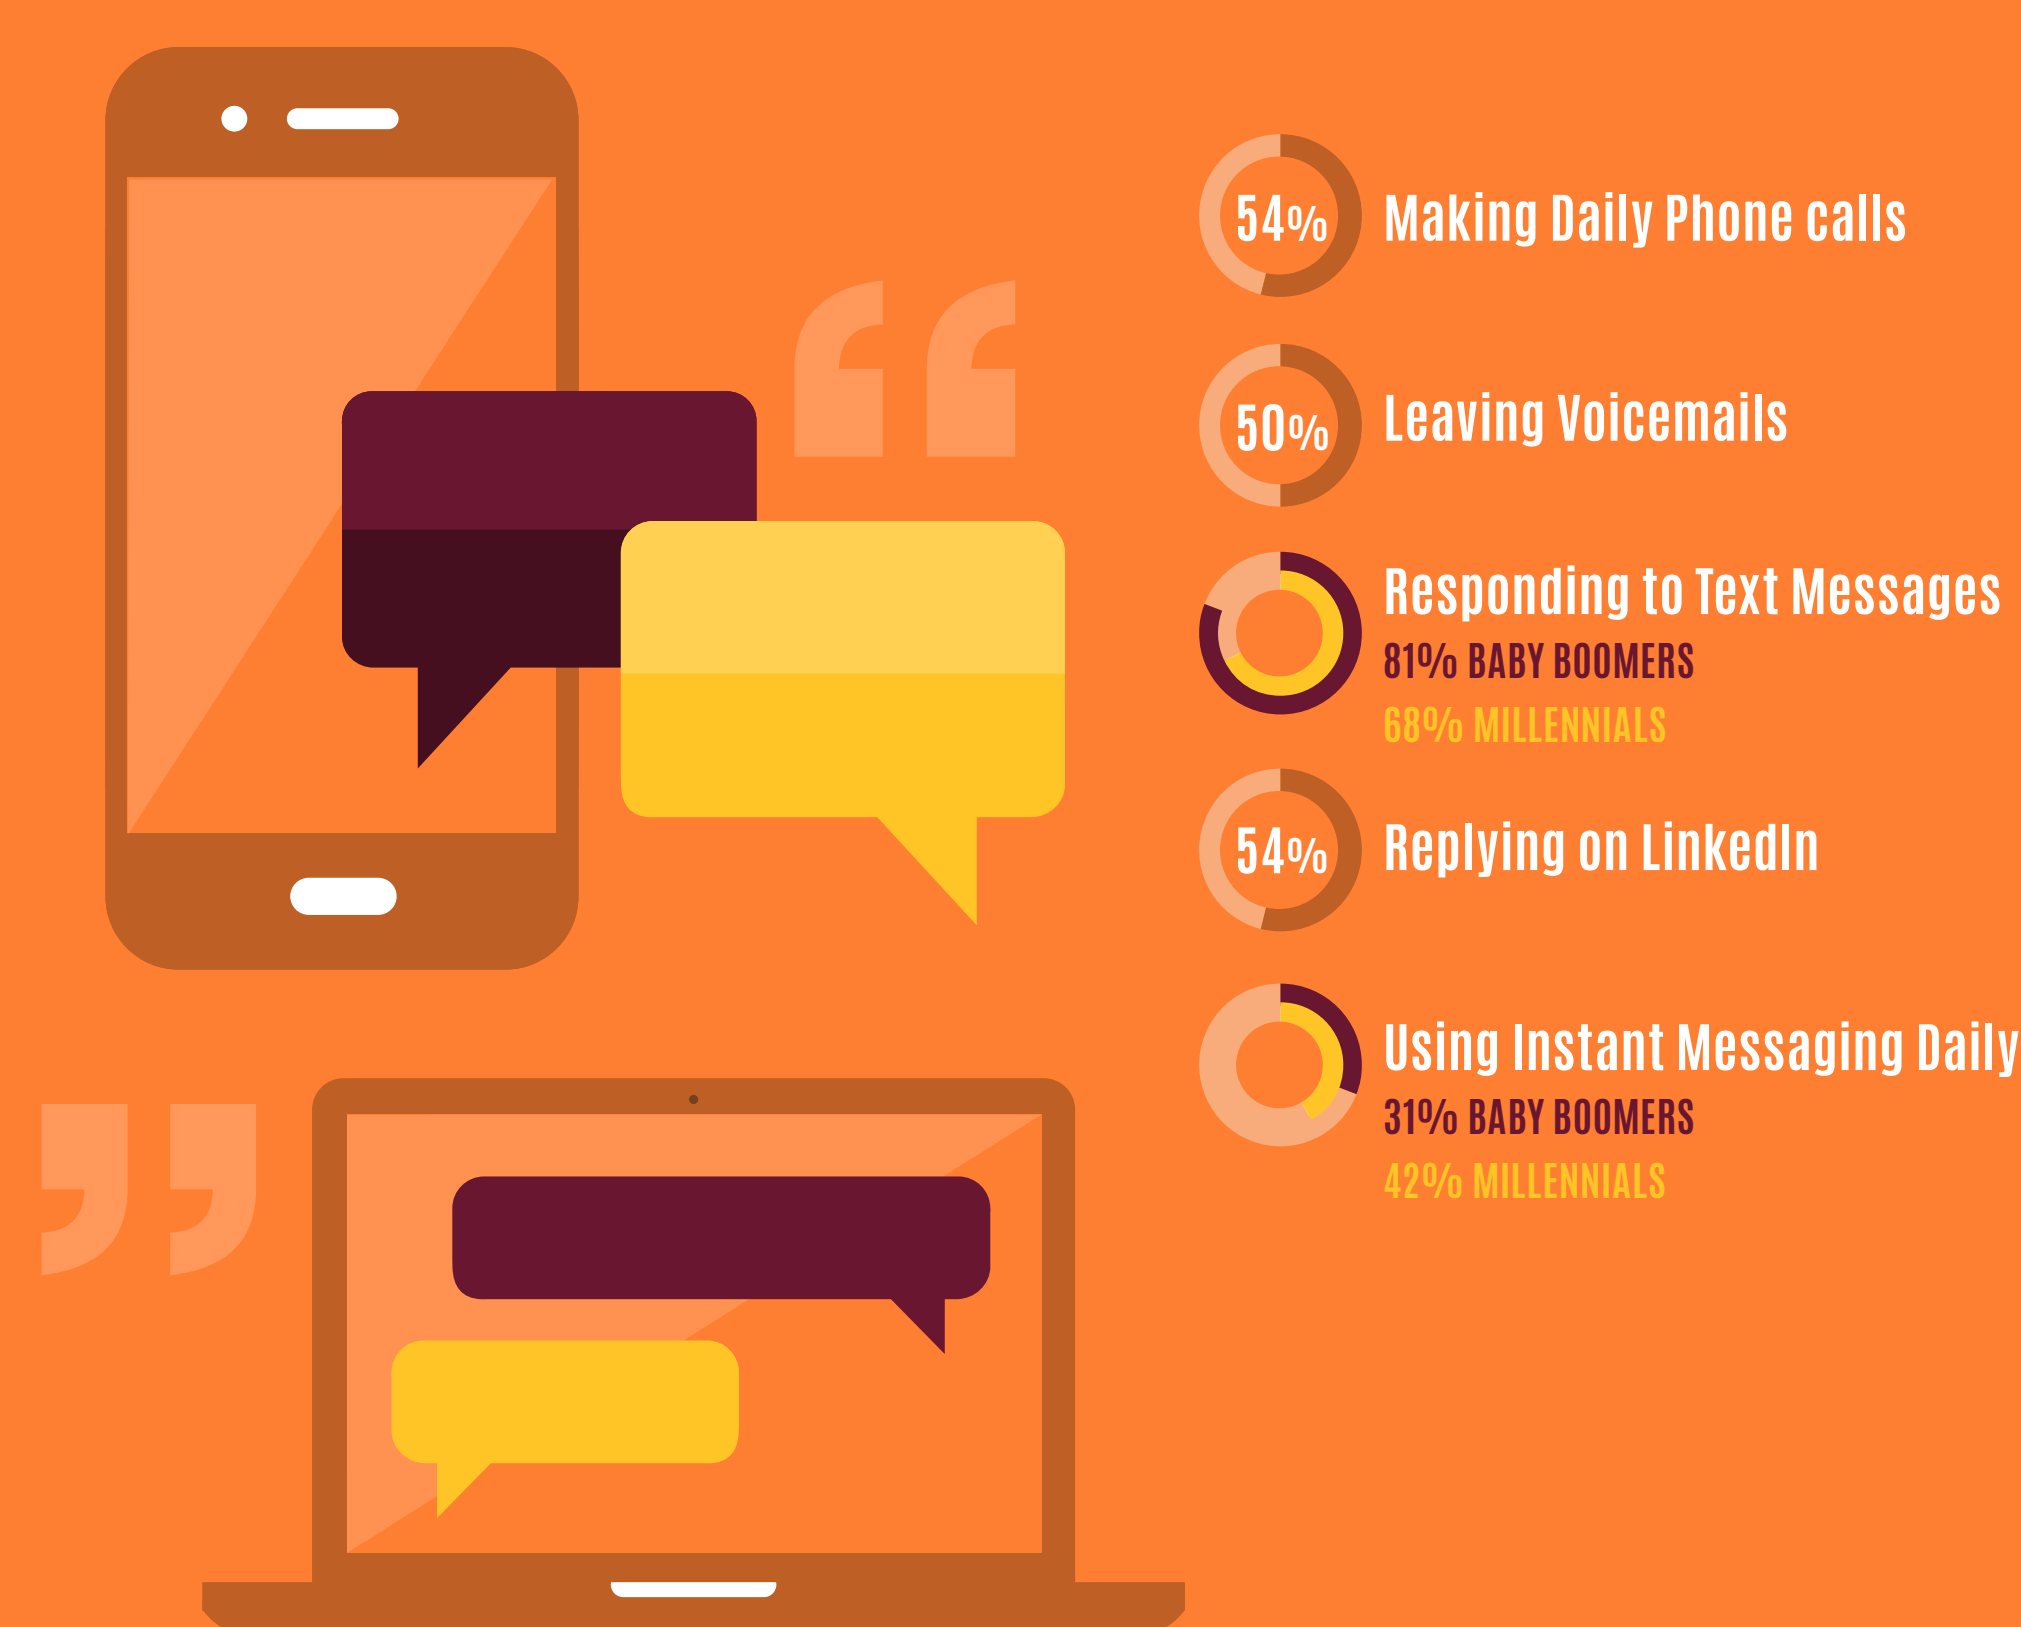 54% Making Daily Phone calls
50% Leaving Voicemails
Responding to Text Messages
81% BABY BOOMERS
68% MILLENNIALS
54% Replying on LinkedIn
Using Instant Messaging Daily
31% BABY BOOMERS
42% MILLENNIALS